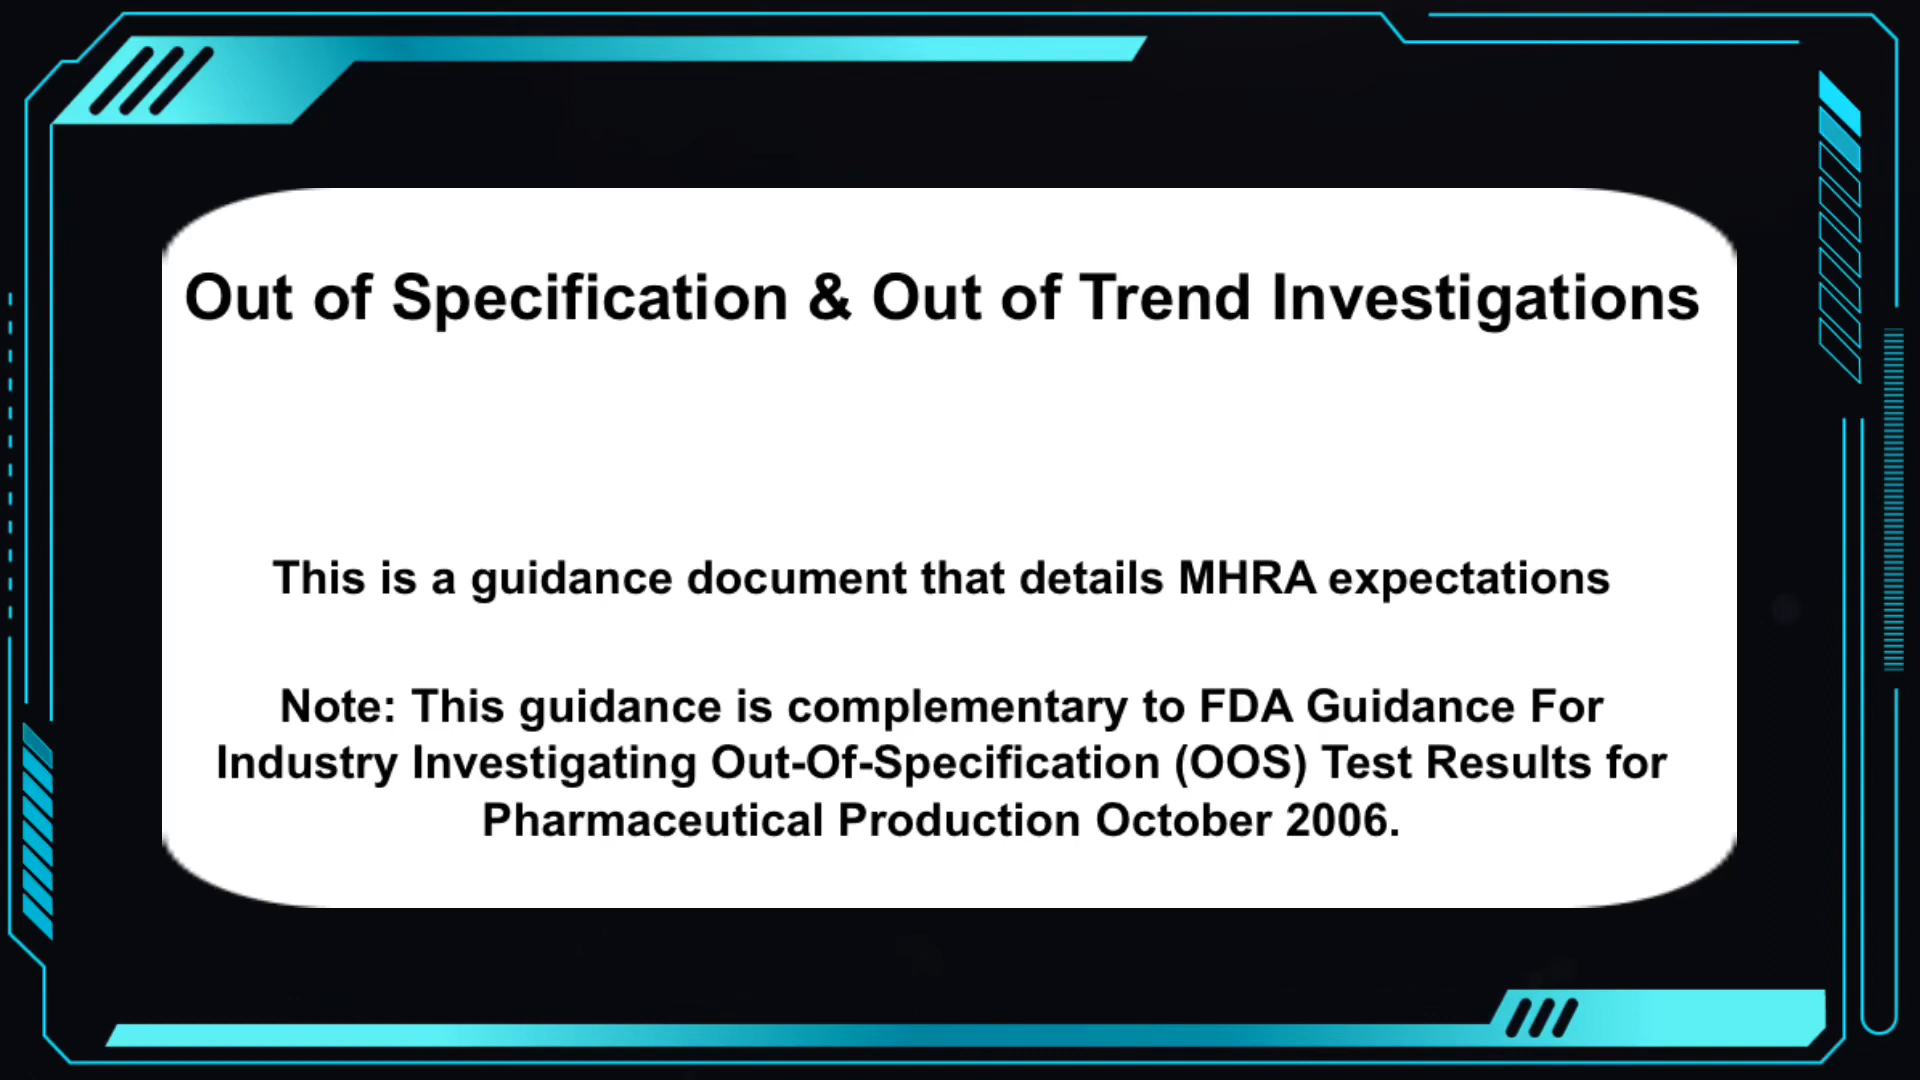 Out of Specification & Out of Trend Investigations
This is a guidance document that details MHRA expectations
Note: This guidance is complementary to FDA Guidance For
Industry Investigating Out-Of-Specification (OOS) Test Results for
Pharmaceutical Production October 2006.